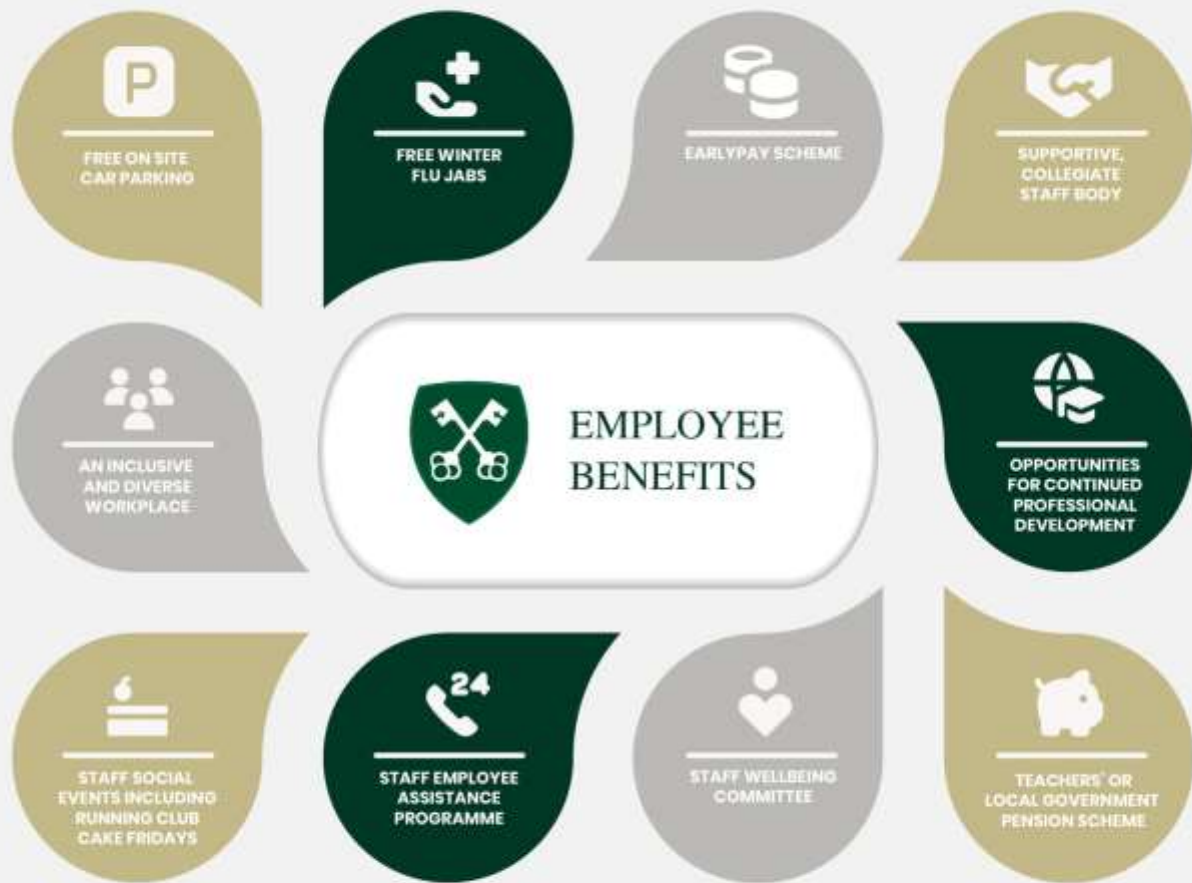 P
FREE ON SITE
CAR PARKING
FREE WINTER
FLU JABS
EARLYPAY SCHEME
SUPPORTIVE,
COLLEGIATE
STAFF BODY
AN INCLUSIVE
AND DIVERSE
WORKPLACE
EMPLOYEE
BENEFITS
OPPORTUNITIES
FOR CONTINUED
PROFESSIONAL
DEVELOPMENT
STAFF SOCIAL
EVENTS INCLUDING
RUNNING CLUB
CAKE FRIDAYS
24
STAFF EMPLOYEE
ASSISTANCE
PROGRAMME
STAFF WELLBEING
COMMITTEE
TEACHERS' OR
LOCAL GOVERNMENT
PENSION SCHEME